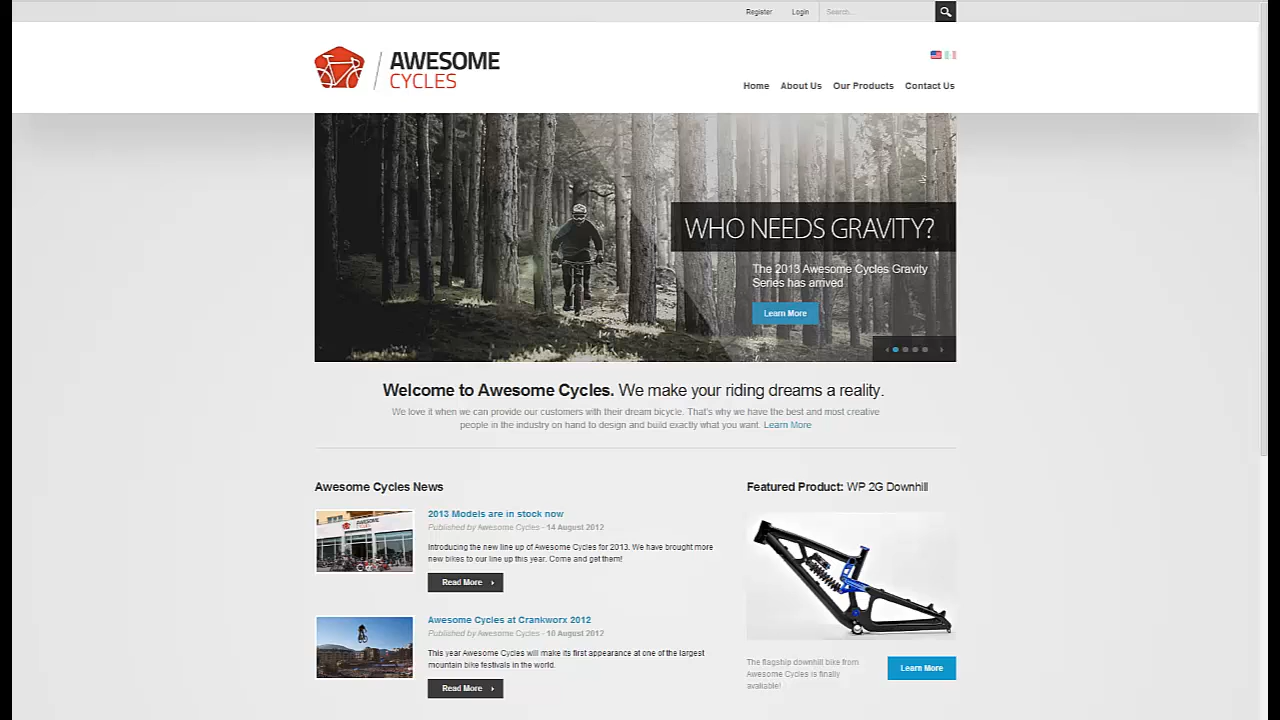 Register Login Search...
AWESOME
CYCLES
Home About Us Our Products Contact Us
WHO NEEDS GRAVITY?
The 2013 Awesome Cycles Gravity
Series has arrived
Learn More
Welcome to Awesome Cycles. We make your riding dreams a reality.
We love it when we can provide our customers with their dream bicycle. That's why we have the best and most creative
people in the industry on hand to design and build exactly what you want. Learn More
Awesome Cycles News
2013 Models are in stock now
Published by Awesome Cycles - 14 August 2012
Introducing the new line up of Awesome Cycles for 2013. We have brought more
new bikes to our line up this year. Come and get them!
Read More
Awesome Cycles at Crankworx 2012
Published by Awesome Cycles - 10 August 2012
This year Awesome Cycles will make its first appearance at one of the largest
mountain bike festivals in the world.
Read More
Featured Product: WP 2G Downhill
The flagship downhill bike from
Awesome Cycles is finally
available!
Learn More
AWESOME
CYCLES